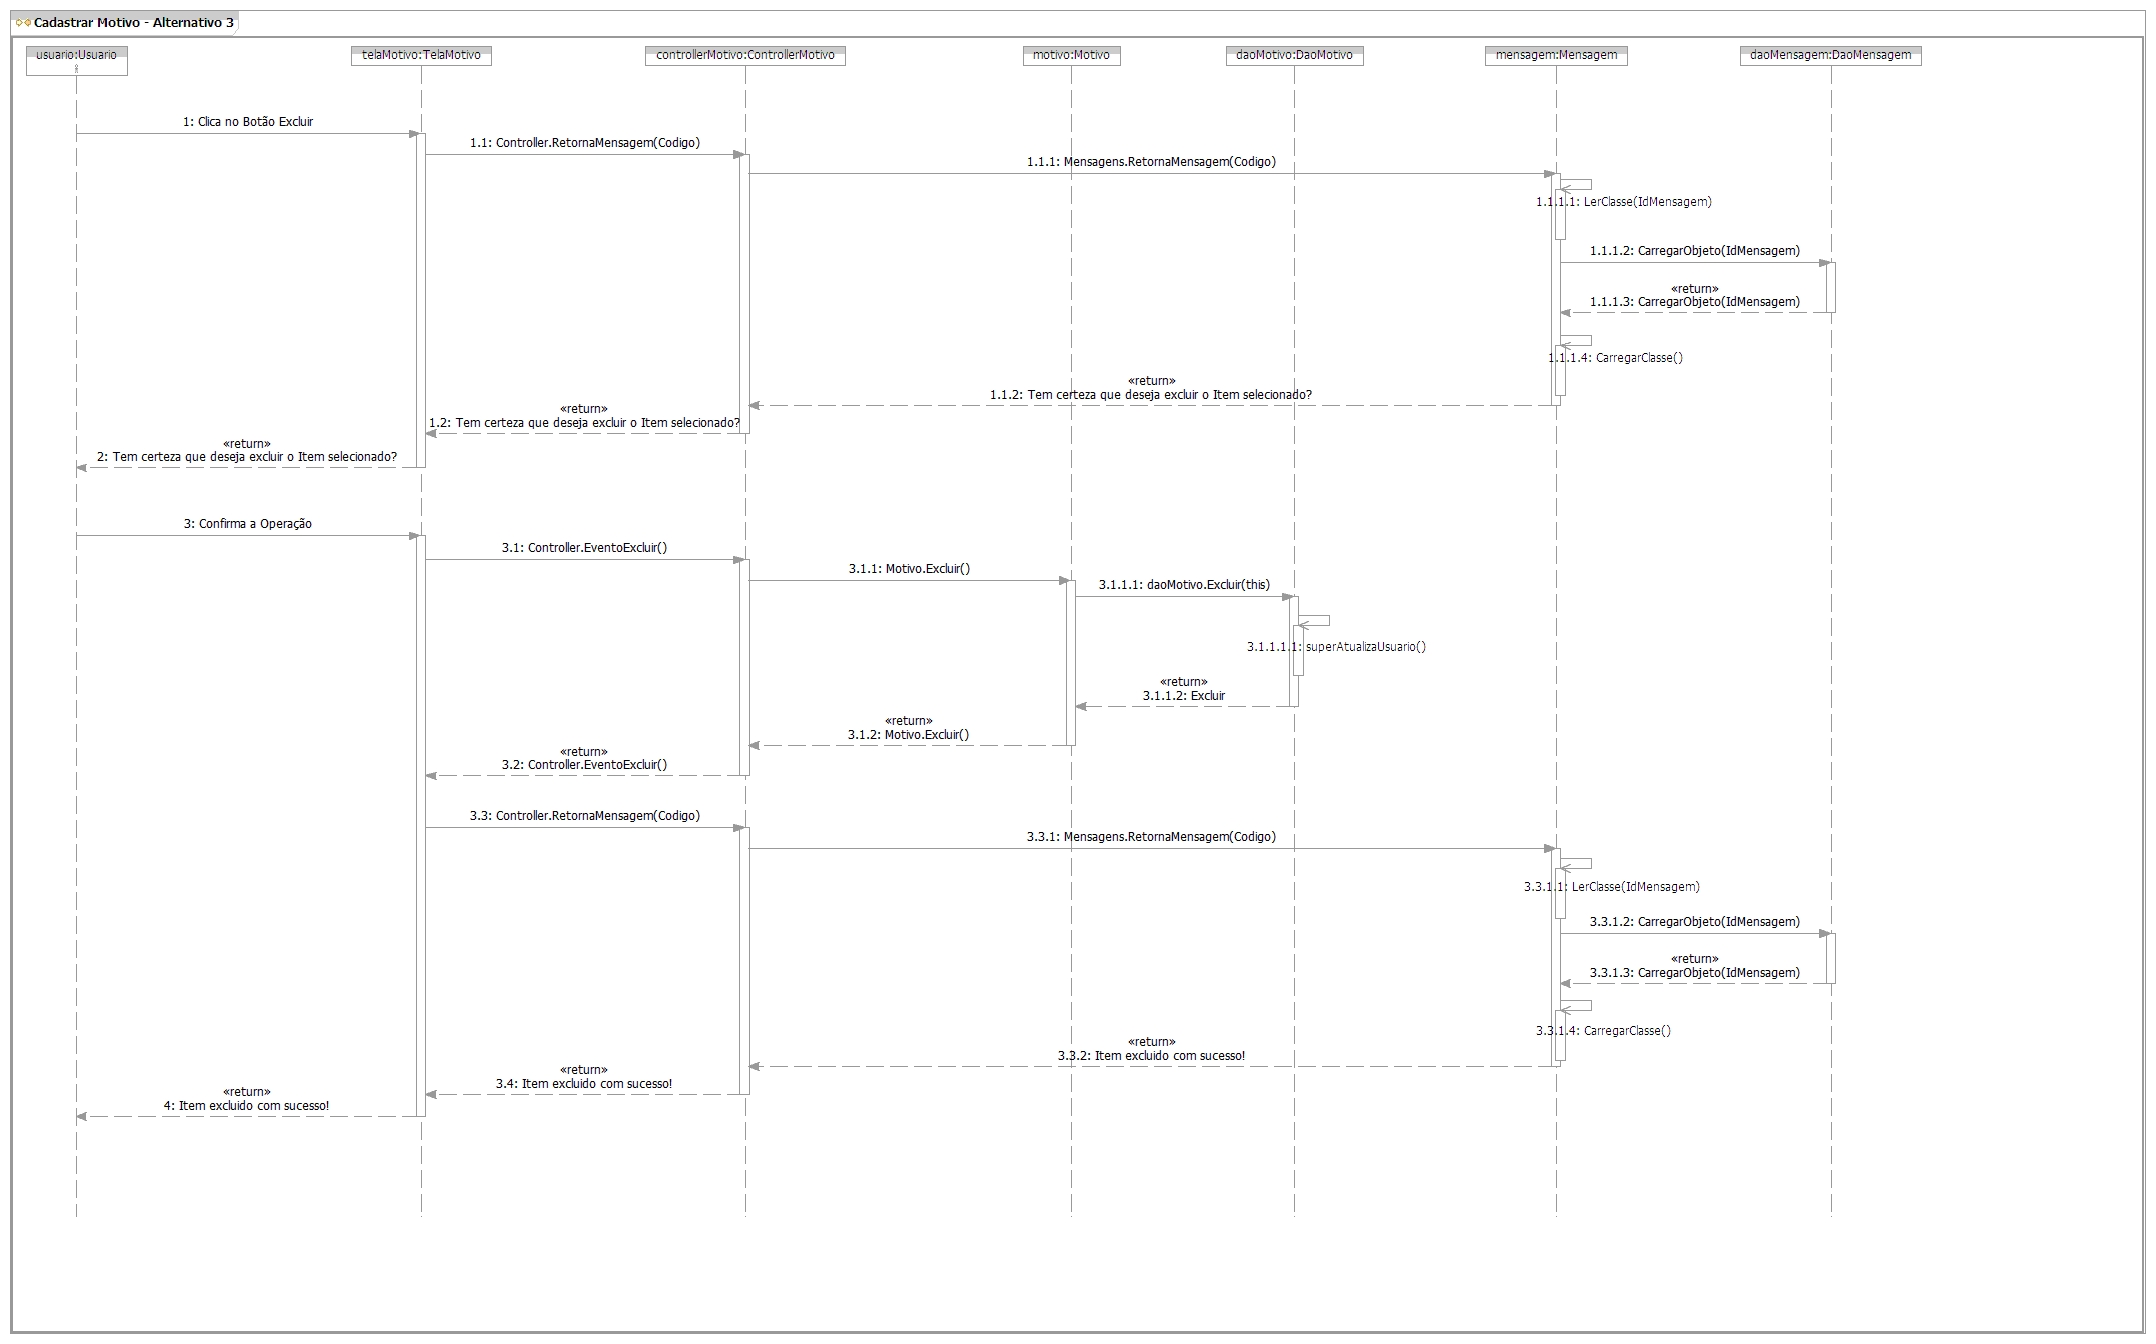 Cadastrar Motivo - Alternativo 3
usuario:Usuario
telaMotivo:TelaMotivo
controllerMotivo:ControllerMotivo
motivo:Motivo
daoMotivo:DaoMotivo
mensagem:Mensagem
daoMensagem:DaoMensagem
1: Clica no Botão Excluir
1.1: Controller.RetornaMensagem(Codigo)
1.1.1: Mensagens.RetornaMensagem(Codigo)
1.1.1.1: LerClasse(IdMensagem)
1.1.1.2: CarregarObjeto(IdMensagem)
«return»
1.1.1.3: CarregarObjeto(IdMensagem)
1.1.1.4: CarregarClasse()
«return»
1.1.2: Tem certeza que deseja excluir o Item selecionado?
«return»
1.2: Tem certeza que deseja excluir o Item selecionado?
«return»
2: Tem certeza que deseja excluir o Item selecionado?
3: Confirma a Operação
3.1: Controller.EventoExcluir()
3.1.1: Motivo.Excluir()
3.1.1.1: daoMotivo.Excluir(this)
3.1.1.1.1: superAtualizaUsuario()
«return»
3.1.1.2: Excluir
«return»
3.1.2: Motivo.Excluir()
«return»
3.2: Controller.EventoExcluir()
3.3: Controller.RetornaMensagem(Codigo)
3.3.1: Mensagens.RetornaMensagem(Codigo)
3.3.1.1: LerClasse(IdMensagem)
3.3.1.2: CarregarObjeto(IdMensagem)
«return»
3.3.1.3: CarregarObjeto(IdMensagem)
3.3.1.4: CarregarClasse()
«return»
3.3.2: Item excluido com sucesso!
«return»
3.4: Item excluido com sucesso!
«return»
4: Item excluido com sucesso!